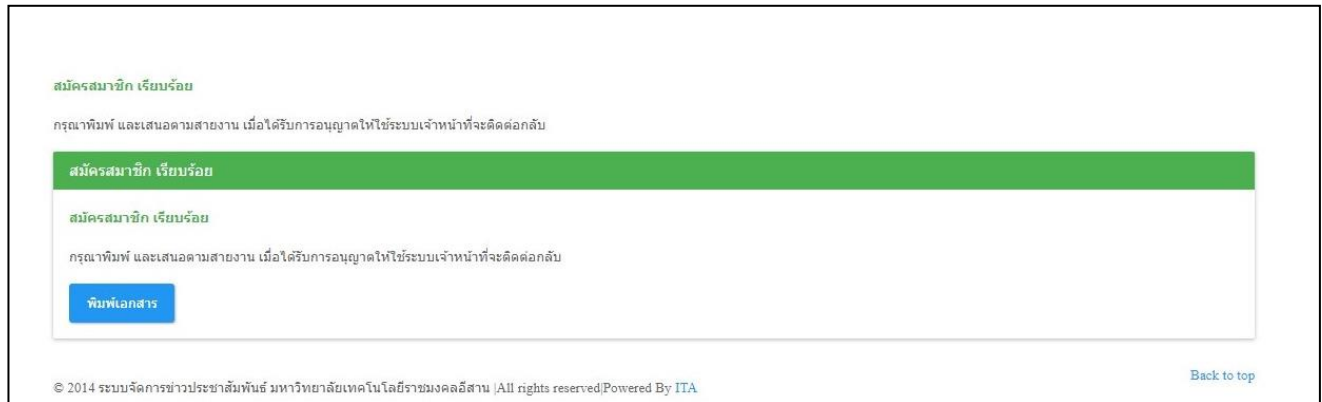 สมัครสมาชิก เรียบร้อย
กรุณาพิมพ์ และเสนอตามสายงาน เมื่อได้รับการอนุญาตให้ใช้ระบบเจ้าหน้าที่จะติดต่อกลับ
สมัครสมาชิก เรียบร้อย
สมัครสมาชิก เรียบร้อย
กรุณาพิมพ์ และเสนอตามสายงาน เมื่อได้รับการอนุญาตให้ใช้ระบบเจ้าหน้าที่จะติดต่อกลับ
พิมพ์เอกสาร
Back to top
© 2014 ระบบจัดการข่าวประชาสัมพันธ์ มหาวิทยาลัยเทคโนโลยีราชมงคลอีสาน |All rights reserved|Powered By ITA